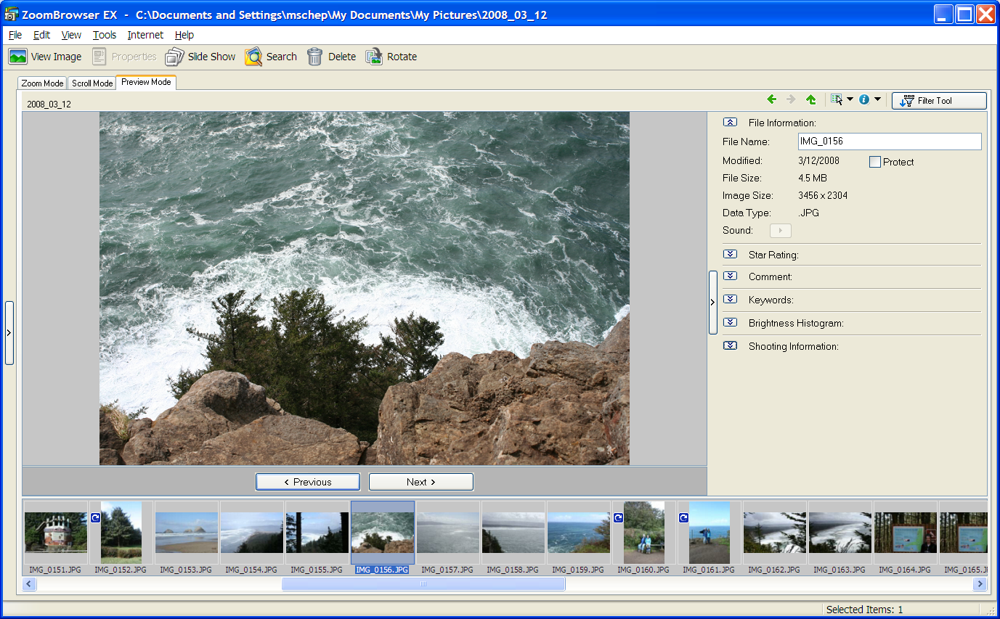 ZoomBrowser EX - C:\Documents and Settings\mschep\My Documents\My Pictures\2008_03_12
File Edit View Tools Internet Help
View Image Properties Slide Show Search Delete Rotate
Zoom Mode Scroll Mode Preview Mode
2008_03_12
Filter Tool
File Information:
File Name: IMG_0156
Modified: 3/12/2008 Protect
File Size: 4.5 MB
Image Size: 3456 x 2304
Data Type: .JPG
Sound:
Star Rating:
Comment:
Keywords:
Brightness Histogram:
Shooting Information:
< Previous Next >
IMG_0151.JPG IMG_0152.JPG IMG_0153.JPG IMG_0154.JPG IMG_0155.JPG IMG_0156.JPG IMG_0157.JPG IMG_0158.JPG IMG_0159.JPG IMG_0160.JPG IMG_0161.JPG IMG_0162.JPG IMG_0163.JPG IMG_0164.JPG IMG_0165.J
Selected Items: 1